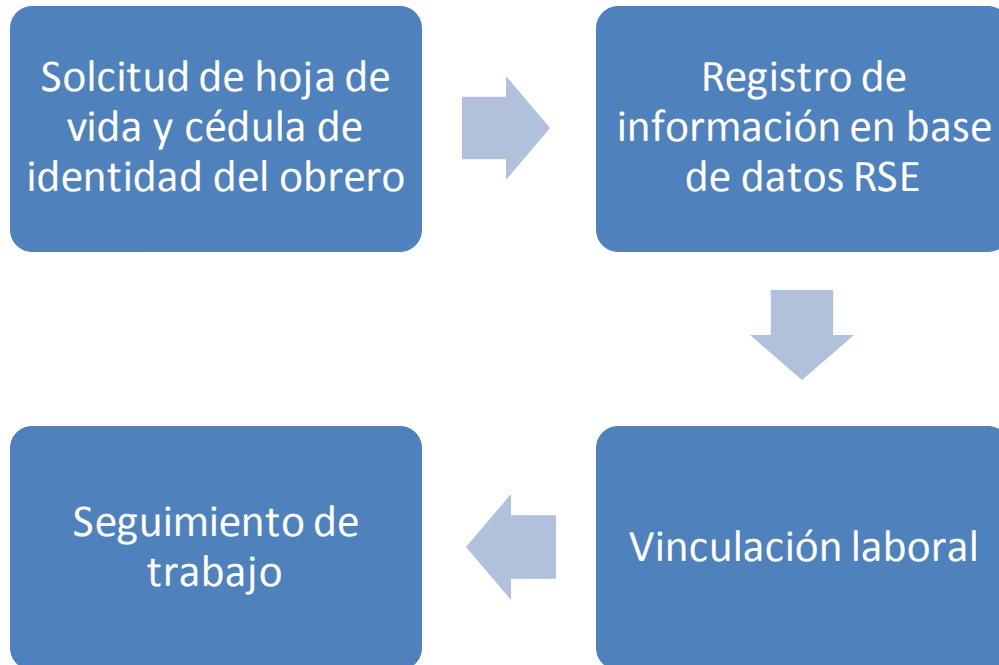 Solcitud de hoja de
vida y cédula de
identidad del obrero
Registro de
información en base
de datos RSE
Vinculación laboral
Seguimiento de
trabajo